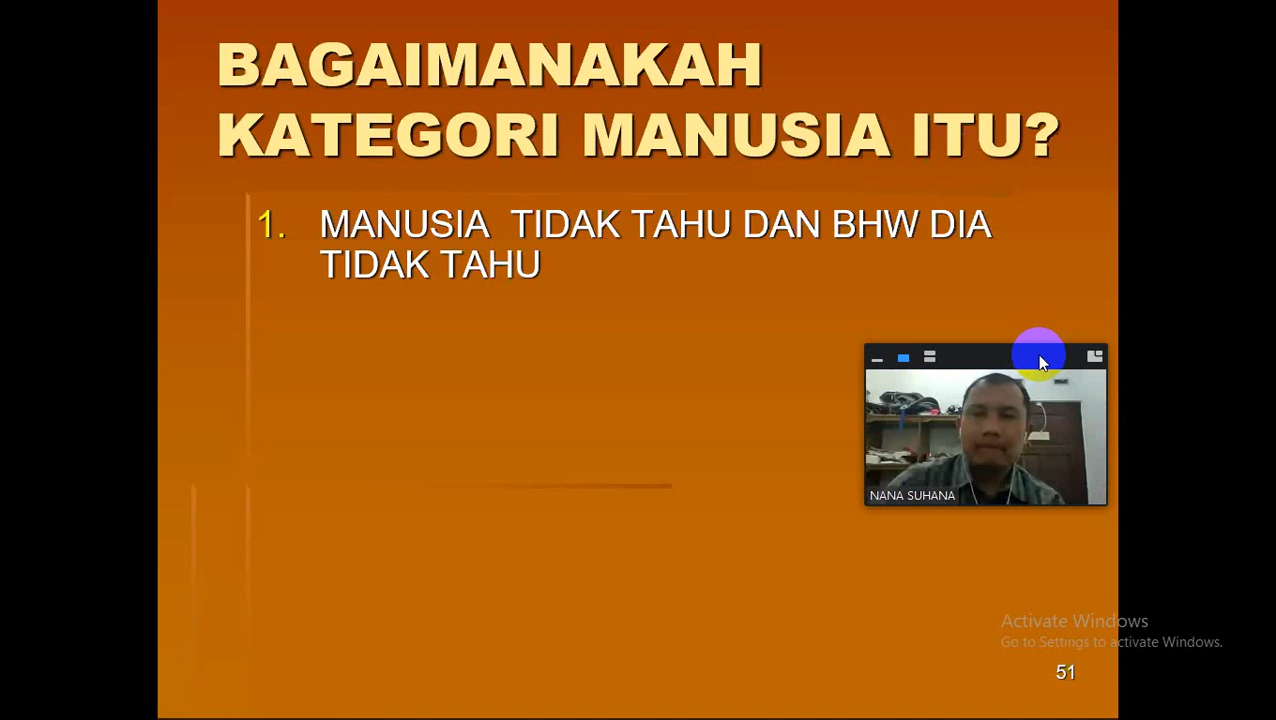 BAGAIMANAKAH
KATEGORI MANUSIA ITU?
1. MANUSIA TIDAK TAHU DAN BHW DIA
TIDAK TAHU
NANA SUHANA
Activate Windows
Go to Settings to activate Windows.
51